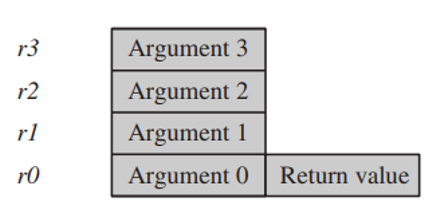 r3 Argument 3
r2 Argument 2
r1 Argument 1
r0 Argument 0 Return value